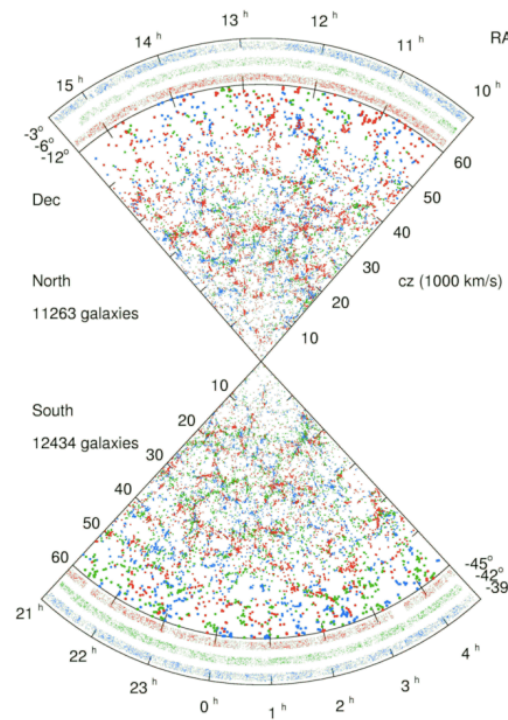 13 h
12 h
14 h
11 h
RA
15 h
10 h
-3°
-6°
-12°
60
Dec
50
40
North
30
cz (1000 km/s)
11263 galaxies
20
10
10
South
20
12434 galaxies
30
40
50
60
-45°
-42°
-39
21 h
22 h
4 h
23 h
3 h
0 h
1 h
2 h